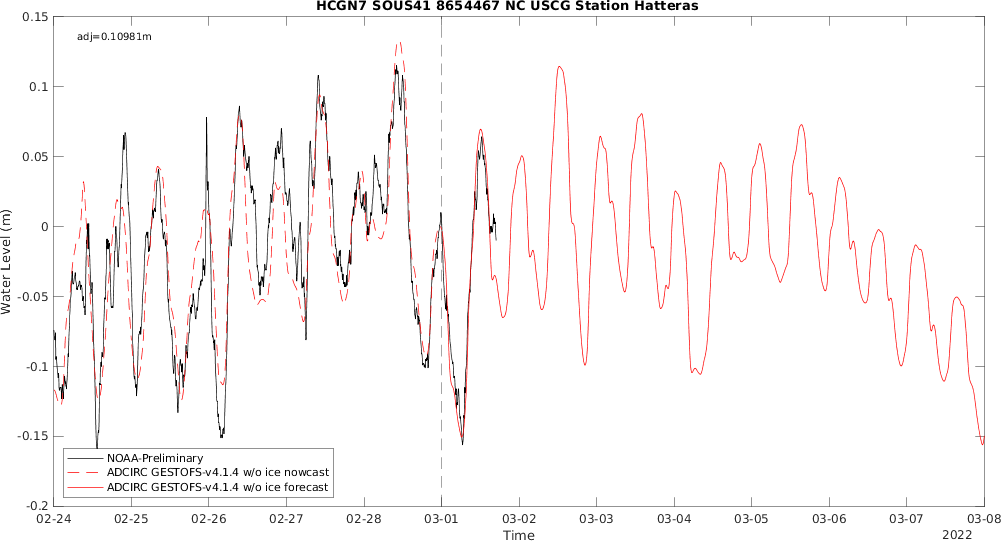 HCGN7 SOUS41 8654467 NC USCG Station Hatteras
adj=0.10981m
0.15
0.1
0.05
0
-0.05
-0.1
-0.15
-0.2
Water Level (m)
NOAA-Preliminary
ADCIRC GESTOFS-v4.1.4 w/o ice nowcast
ADCIRC GESTOFS-v4.1.4 w/o ice forecast
02-24 02-25 02-26 02-27 02-28 03-01 03-02 03-03 03-04 03-05 03-06 03-07 03-08
Time
2022